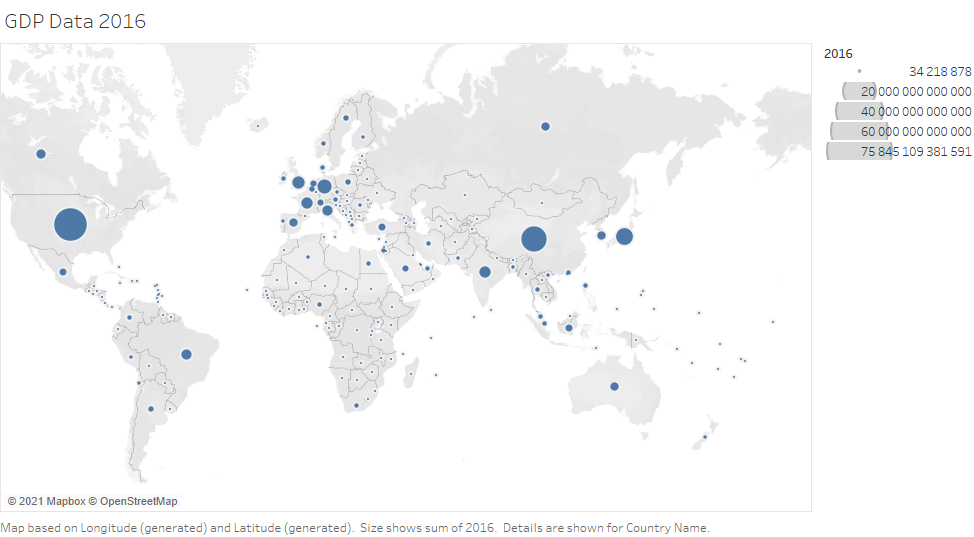 GDP Data 2016
2016
34 218 878
20 000 000 000 000
40 000 000 000 000
60 000 000 000 000
75 845 109 381 591
© 2021 Mapbox © OpenStreetMap
Map based on Longitude (generated) and Latitude (generated). Size shows sum of 2016. Details are shown for Country Name.